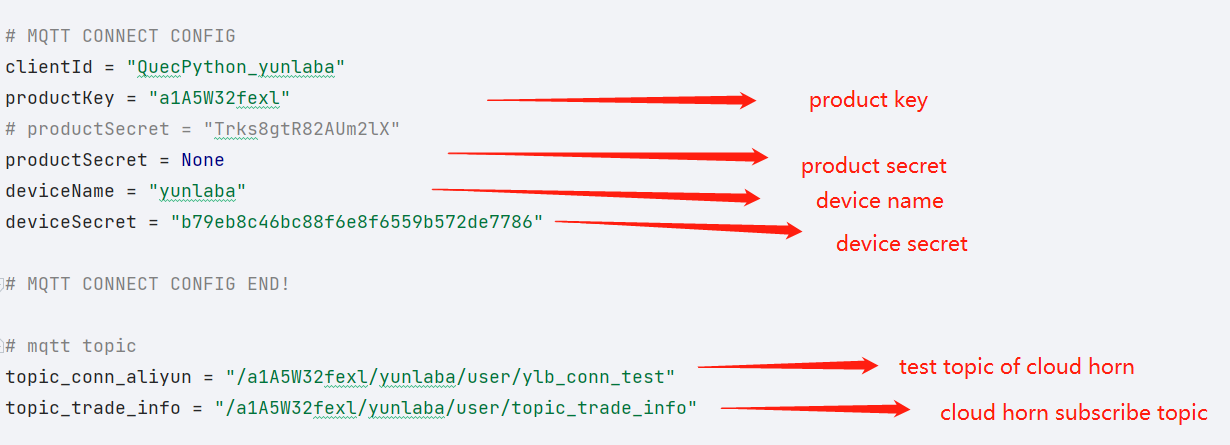 # MQTT CONNECT CONFIG
clientId = "QuecPython_yunlaba"
productKey = "a1A5W32fexl"
product key
# productSecret = "Trks8gtR82AUm2lX"
productSecret = None
product secret
deviceName = "yunlaba"
device name
deviceSecret = "b79eb8c46bc88f6e8f6559b572de7786"
device secret
# MQTT CONNECT CONFIG END!
# mqtt topic
topic_conn_aliyun = "/a1A5W32fexl/yunlaba/user/ylb_conn_test"
test topic of cloud horn
topic_trade_info = "/a1A5W32fexl/yunlaba/user/topic_trade_info"
cloud horn subscribe topic